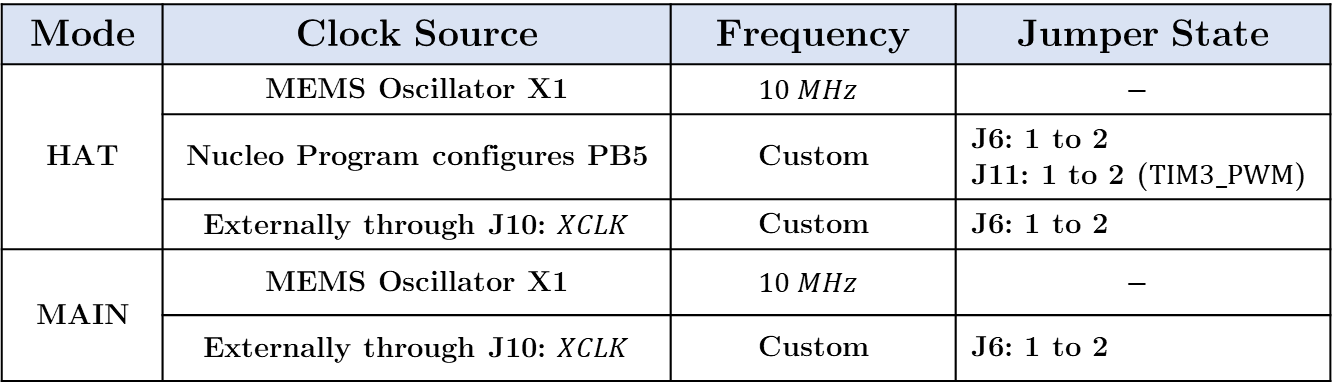 Mode Clock Source Frequency Jumper State
MEMS Oscillator X1 10 MHz –
HAT Nucleo Program configures PB5 Custom J6: 1 to 2
J11: 1 to 2 (TIM3_PWM)
Externally through J10: XCLK Custom J6: 1 to 2
MAIN MEMS Oscillator X1 10 MHz –
Externally through J10: XCLK Custom J6: 1 to 2